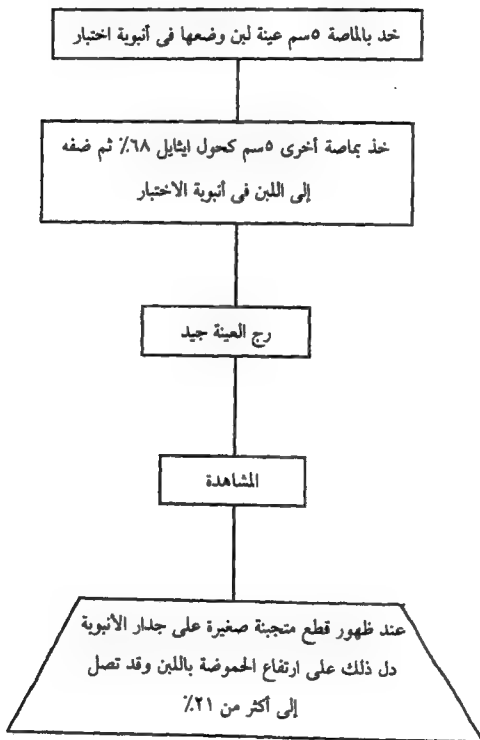 خذ بالماصة ٥سم عينة لبن وضعها فى أنبوبة اختبار
خذ بماصة أخرى ٥سم كحول ايثايل ٦٨٪ ثم ضفه
إلى اللبن فى أنبوبة الاختبار
رج العينة جيد
المشاهدة
عند ظهور قطع متجبنة صغيرة على جدار الأنبوبة
دل ذلك على ارتفاع الحموضة باللبن وقد تصل
إلى أكثر من ٢١٪